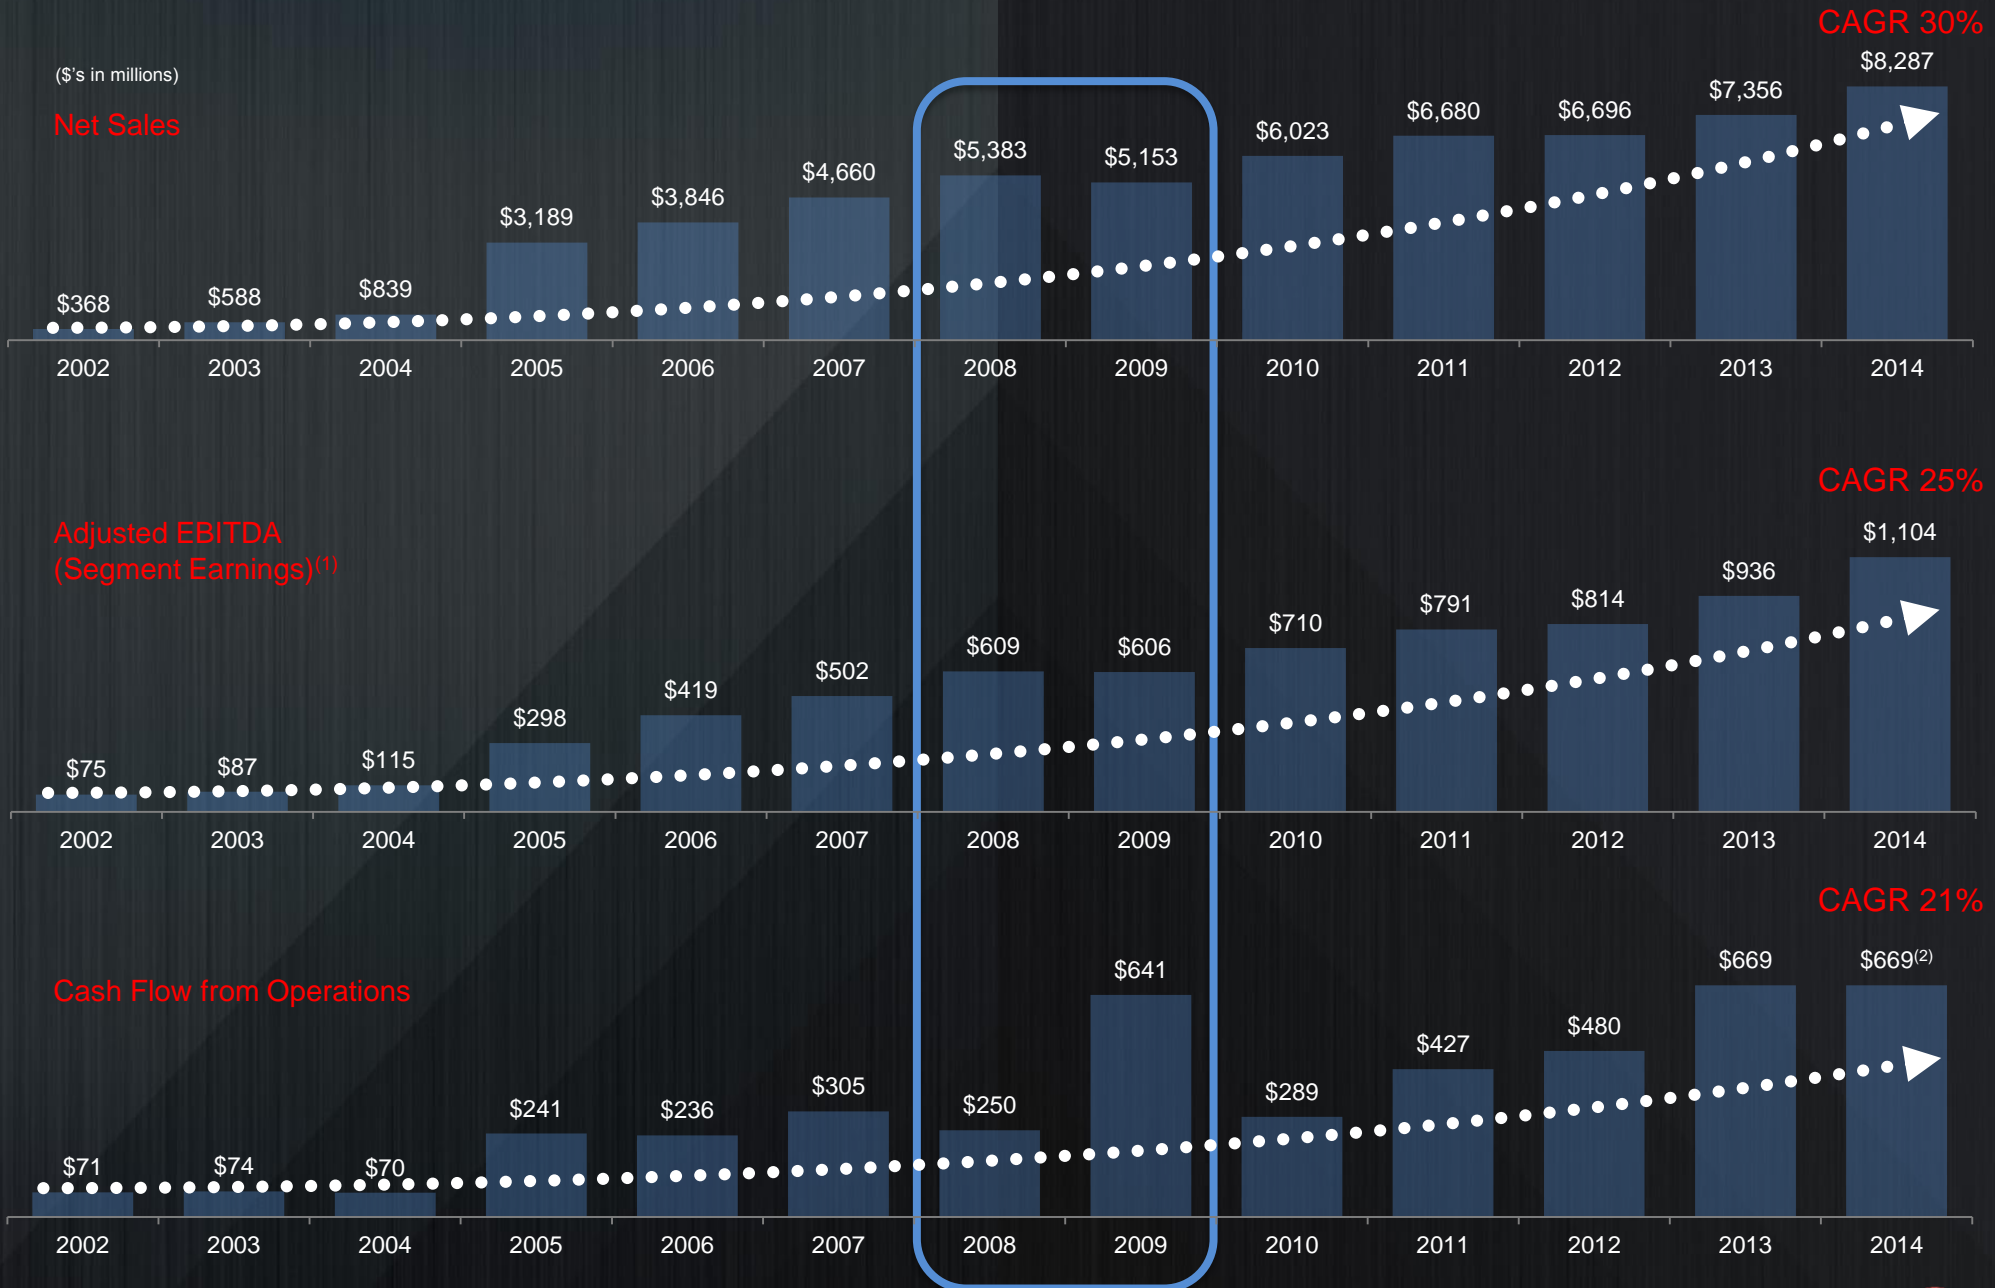 CAGR 30%
($'s in millions)
Net Sales
$368 $588 $839 $3,189 $3,846 $4,660 $5,383 $5,153 $6,023 $6,680 $6,696 $7,356 $8,287
2002 2003 2004 2005 2006 2007 2008 2009 2010 2011 2012 2013 2014
CAGR 25%
Adjusted EBITDA
(Segment Earnings)(1)
$75 $87 $115 $298 $419 $502 $609 $606 $710 $791 $814 $936 $1,104
2002 2003 2004 2005 2006 2007 2008 2009 2010 2011 2012 2013 2014
CAGR 21%
Cash Flow from Operations
$71 $74 $70 $241 $236 $305 $250 $641 $289 $427 $480 $669 $669(2)
2002 2003 2004 2005 2006 2007 2008 2009 2010 2011 2012 2013 2014